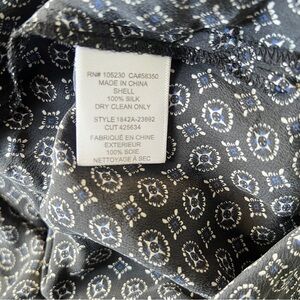 RN# 105230 CA#58350
MADE IN CHINA
SHELL
100% SILK
DRY CLEAN ONLY
STYLE 1842A-23692
CUT 425634
FABRIQUÉ EN CHINE
EXTERIEUR
100% SOIE
NETTOYAGE À SEC